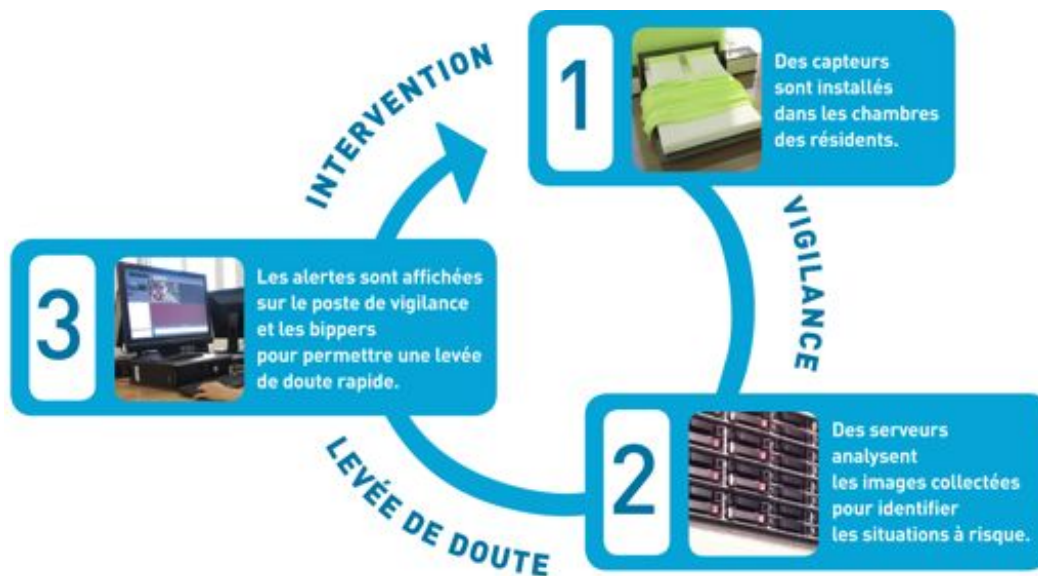 1
Des capteurs
sont installés
dans les chambres
des résidents.
VIGILANCE
2
Des serveurs
analysent
les images collectées
pour identifier
les situations à risque.
LEVÉE DE DOUTE
3
Les alertes sont affichées
sur le poste de vigilance
et les bippers
pour permettre une levée
de doute rapide.
INTERVENTION